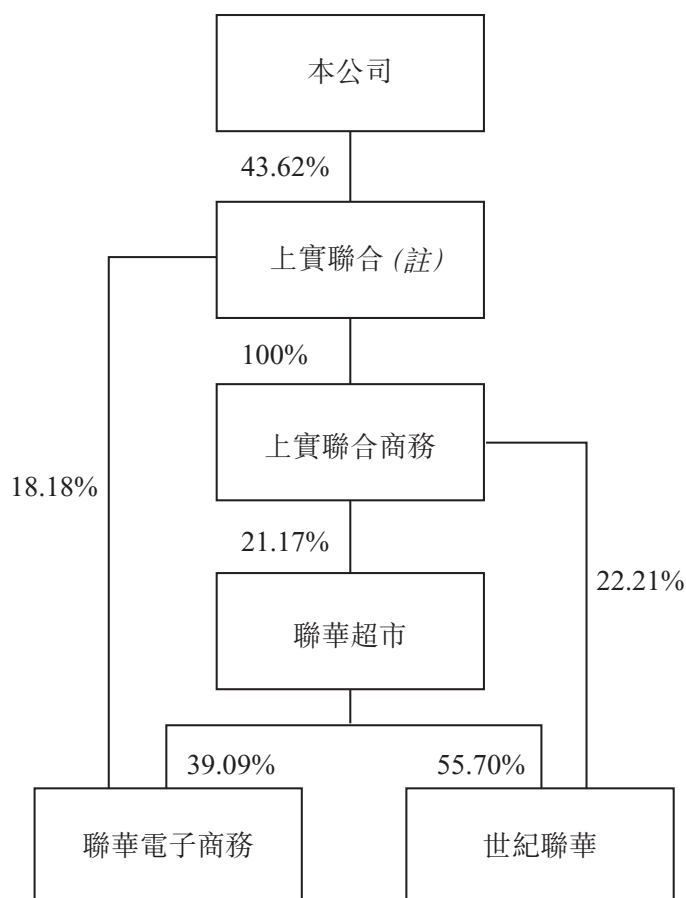 本公司
43.62%
上實聯合 (註)
100%
上實聯合商務
18.18%
21.17%
22.21%
聯華超市
39.09%
55.70%
聯華電子商務
世紀聯華